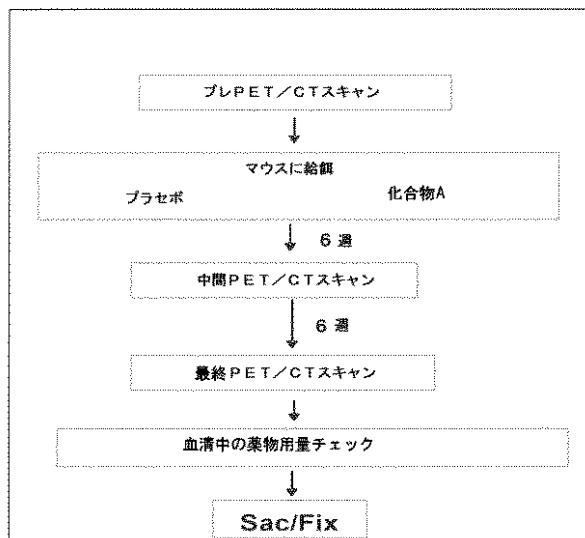 プレPET/CTスキャン
マウスに給餌
プラセボ 化合物A
6週
中間PET/CTスキャン
6週
最終PET/CTスキャン
血清中の薬物用量チェック
Sac/Fix